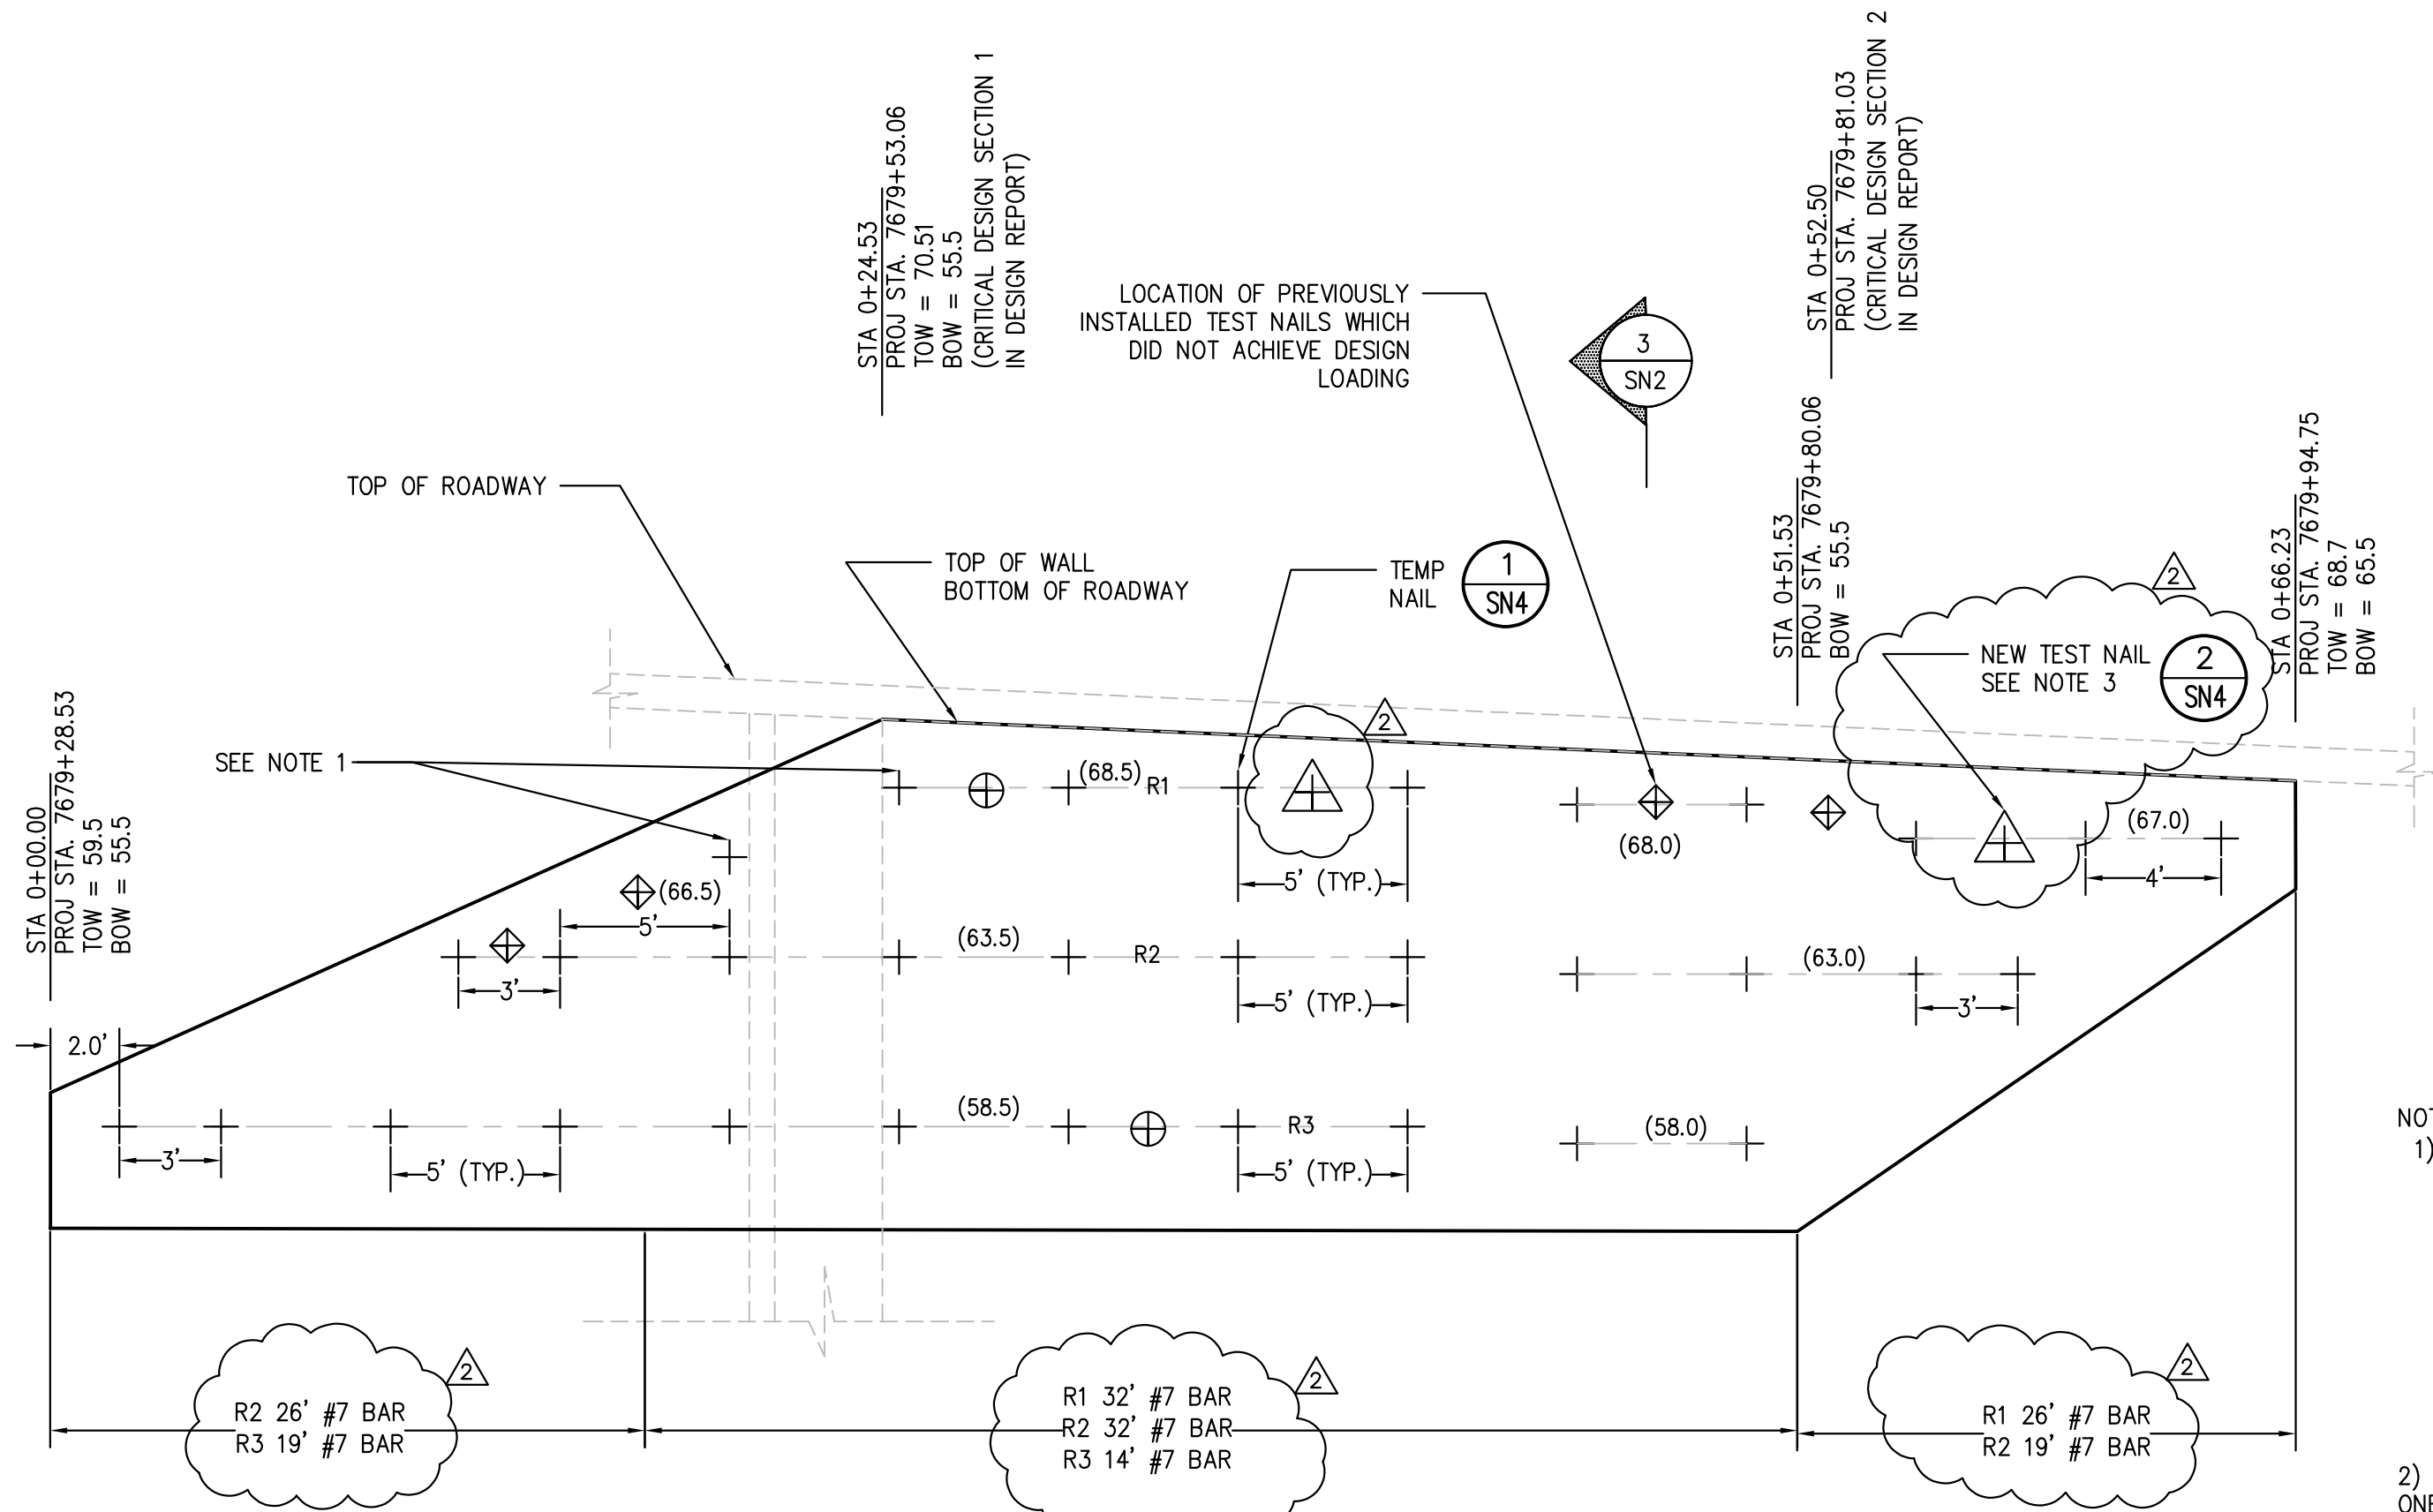 STA 0+24.53
PROJ STA. 7679+53.06
TOW = 70.51
BOW = 55.5
(CRITICAL DESIGN SECTION 1
IN DESIGN REPORT)
STA 0+52.50
PROJ STA. 7679+81.03
(CRITICAL DESIGN SECTION 2
IN DESIGN REPORT)
LOCATION OF PREVIOUSLY
INSTALLED TEST NAILS WHICH
DID NOT ACHIEVE DESIGN
LOADING
3
SN2
STA 0+51.53
PROJ STA. 7679+80.06
BOW = 55.5
STA 0+66.23
PROJ STA. 7679+94.75
TOW = 68.7
BOW = 65.5
TOP OF ROADWAY
TOP OF WALL
BOTTOM OF ROADWAY
TEMP
NAIL
1
SN4
2
NEW TEST NAIL
SEE NOTE 3
2
SN4
STA 0+00.00
PROJ STA. 7679+28.53
TOW = 59.5
BOW = 55.5
SEE NOTE 1
2
(68.5)
R1
(68.0)
(67.0)
5' (TYP.)
4'
(66.5)
5'
(63.5)
R2
(63.0)
3'
5' (TYP.)
3'
2.0'
(58.5)
R3
(58.0)
3'
5' (TYP.)
5' (TYP.)
NOT
1)
2
R2 26' #7 BAR
R3 19' #7 BAR
2
R1 32' #7 BAR
R2 32' #7 BAR
R3 14' #7 BAR
2
R1 26' #7 BAR
R2 19' #7 BAR
2)